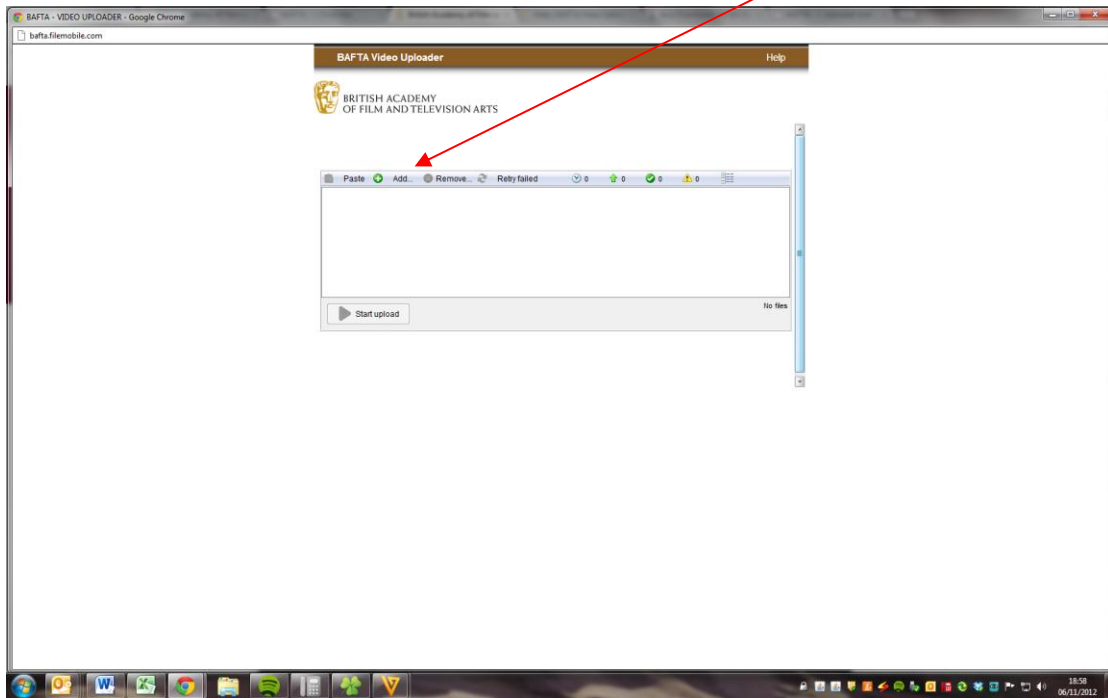 BAFTA - VIDEO UPLOADER - Google Chrome
bafta.filemobile.com
BAFTA Video Uploader Help
BRITISH ACADEMY
OF FILM AND TELEVISION ARTS
Paste Add... Remove... Retry failed 0 0 0 0
No files
Start upload
18:58
06/11/2012